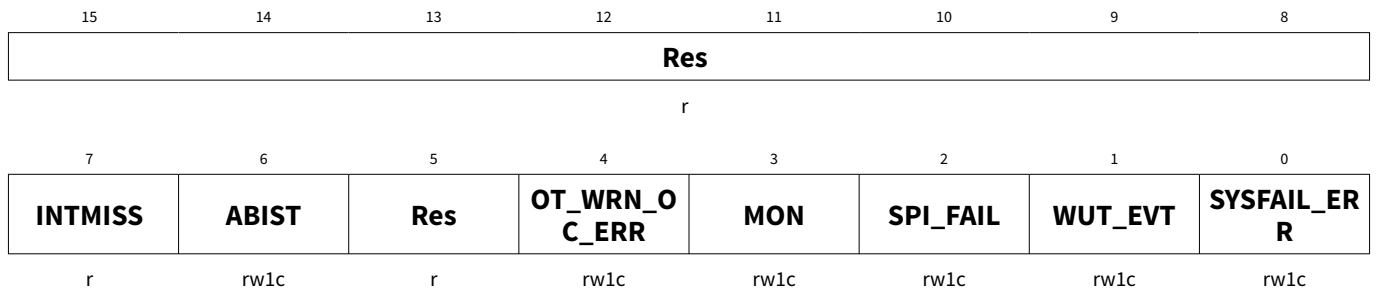 15 14 13 12 11 10 9 8
Res
r
7 6 5 4 3 2 1 0
INTMISS ABIST Res OT_WRN_O MON SPI_FAIL WUT_EVT SYSFAIL_ER
C_ERR R
r rw1c r rw1c rw1c rw1c rw1c rw1c